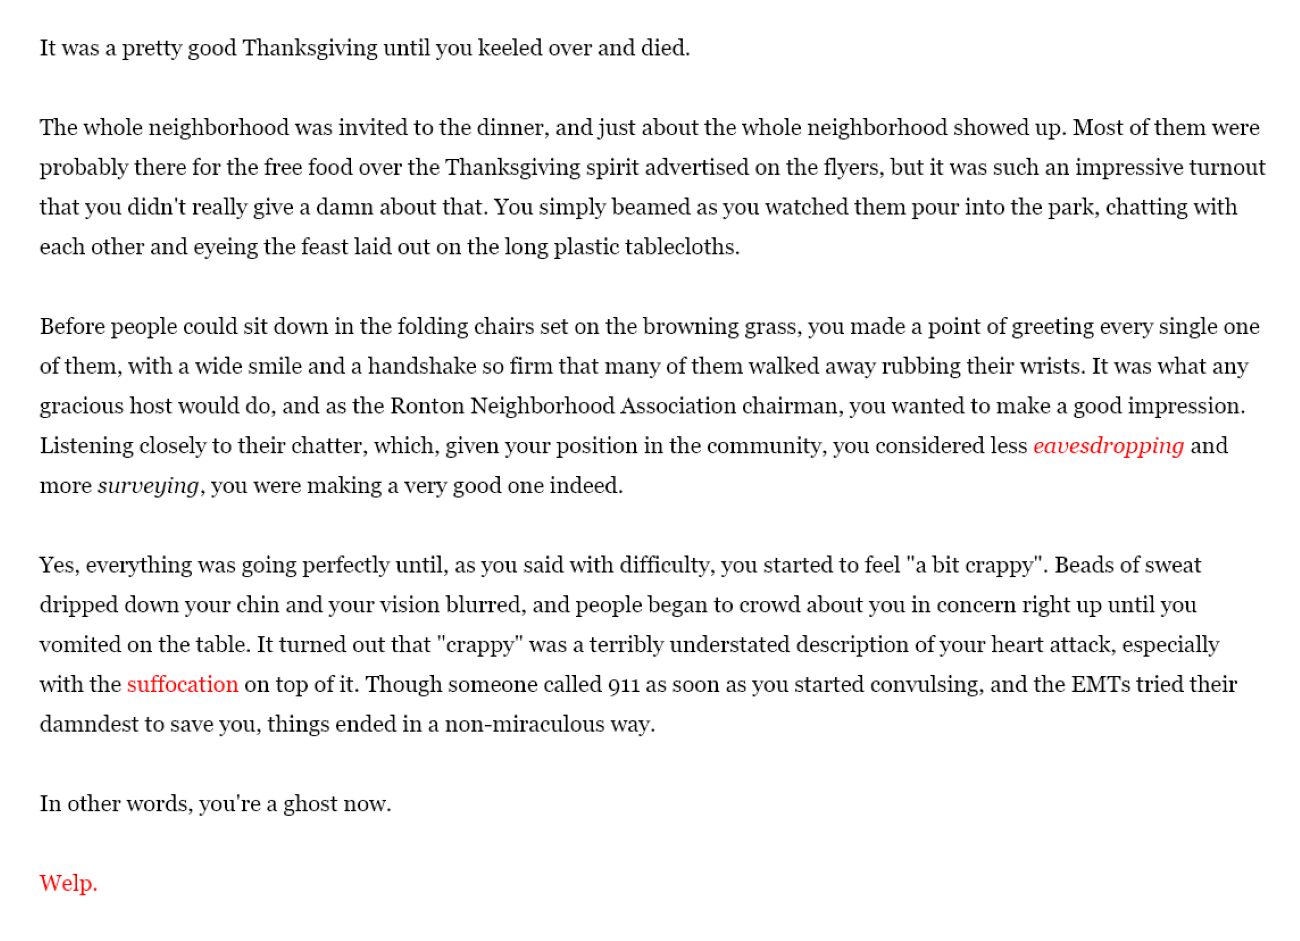 It was a pretty good Thanksgiving until you keeled over and died.
The whole neighborhood was invited to the dinner, and just about the whole neighborhood showed up. Most of them were
probably there for the free food over the Thanksgiving spirit advertised on the flyers, but it was such an impressive turnout
that you didn't really give a damn about that. You simply beamed as you watched them pour into the park, chatting with
each other and eyeing the feast laid out on the long plastic tablecloths.
Before people could sit down in the folding chairs set on the browning grass, you made a point of greeting every single one
of them, with a wide smile and a handshake so firm that many of them walked away rubbing their wrists. It was what any
gracious host would do, and as the Ronton Neighborhood Association chairman, you wanted to make a good impression.
Listening closely to their chatter, which, given your position in the community, you considered less eavesdropping and
more surveying, you were making a very good one indeed.
Yes, everything was going perfectly until, as you said with difficulty, you started to feel "a bit crappy". Beads of sweat
dripped down your chin and your vision blurred, and people began to crowd about you in concern right up until you
vomited on the table. It turned out that "crappy" was a terribly understated description of your heart attack, especially
with the suffocation on top of it. Though someone called 911 as soon as you started convulsing, and the EMTs tried their
damndest to save you, things ended in a non-miraculous way.
In other words, you're a ghost now.
Welp.